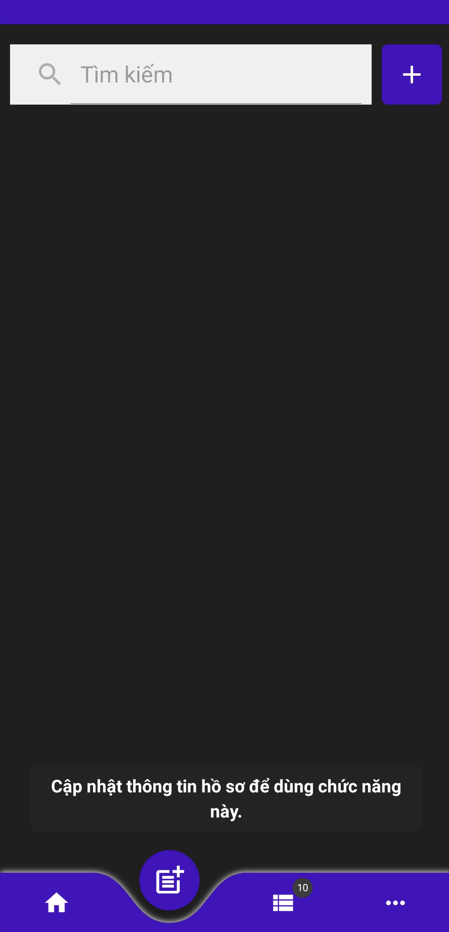 Tìm kiếm
Cập nhật thông tin hồ sơ để dùng chức năng
này.
10